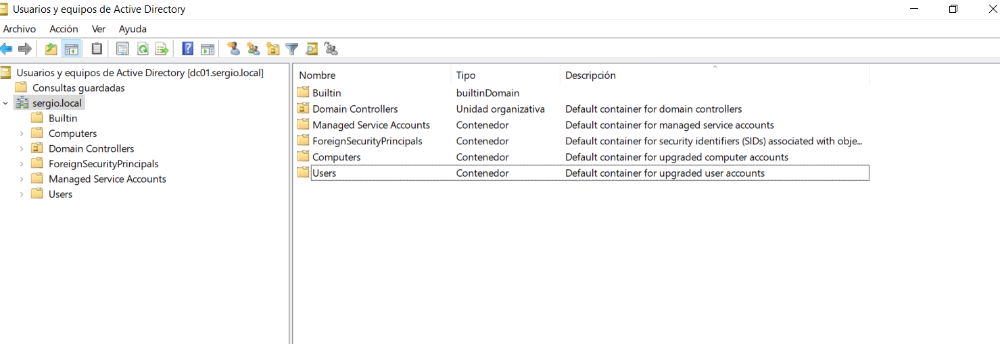 Usuarios y equipos de Active Directory
Archivo Acción Ver Ayuda
Usuarios y equipos de Active Directory [dc01.sergio.local]
Consultas guardadas
sergio.local
Builtin
Computers
Domain Controllers
ForeignSecurityPrincipals
Managed Service Accounts
Users
Nombre Tipo Descripción
Builtin builtinDomain
Domain Controllers Unidad organizativa Default container for domain controllers
Managed Service Accounts Contenedor Default container for managed service accounts
ForeignSecurityPrincipals Contenedor Default container for security identifiers (SIDs) associated with obje...
Computers Contenedor Default container for upgraded computer accounts
Users Contenedor Default container for upgraded user accounts